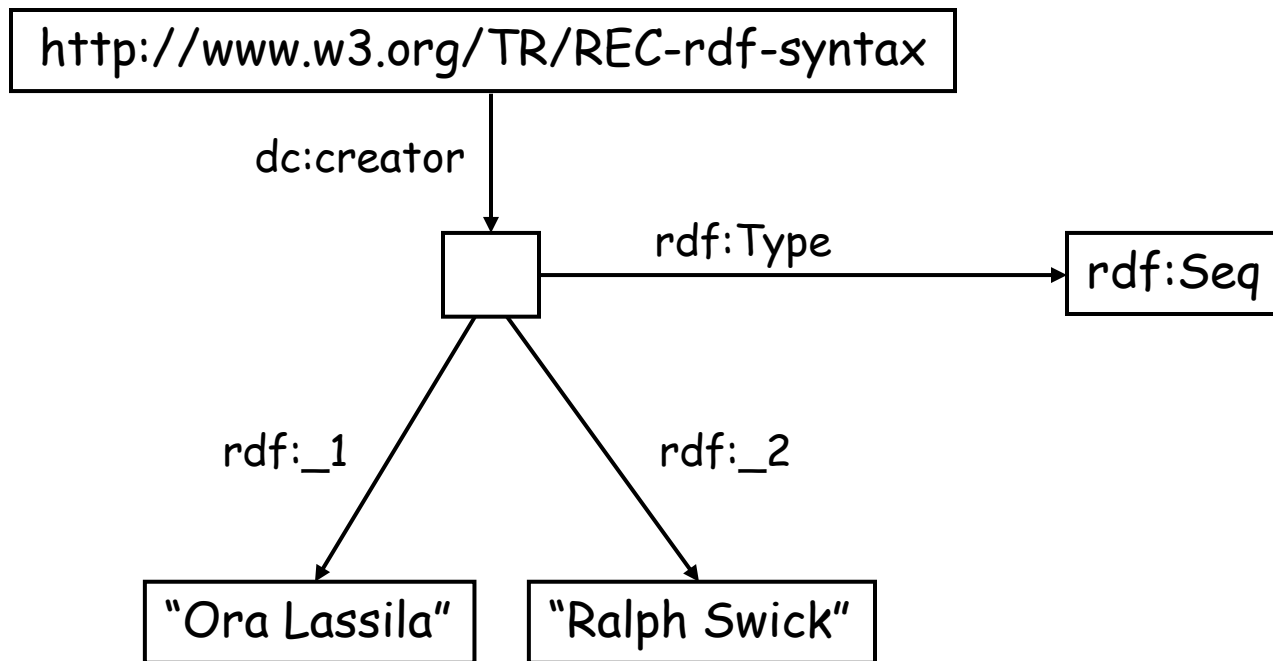 http://www.w3.org/TR/REC-rdf-syntax
dc:creator
rdf:Type
rdf:Seq
rdf:_1
rdf:_2
“Ora Lassila”
“Ralph Swick”